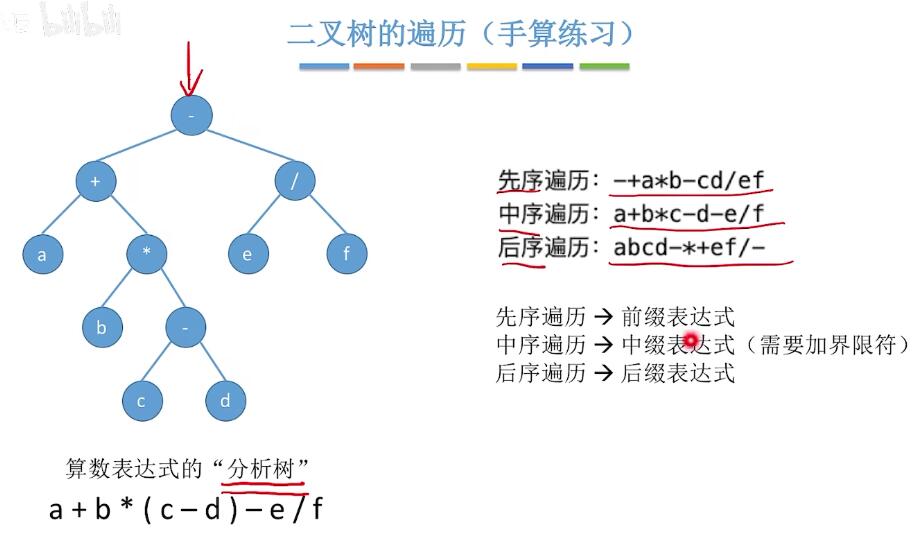 bilibili
二叉树的遍历（手算练习）
-
+
/
a
*
e
f
b
-
c
d
先序遍历：-+a*b-cd/ef
中序遍历：a+b*c-d-e/f
后序遍历：abcd-*+ef/-
先序遍历 → 前缀表达式
中序遍历 → 中缀表达式（需要加界限符）
后序遍历 → 后缀表达式
算数表达式的“分析树”
a + b * ( c – d ) – e / f